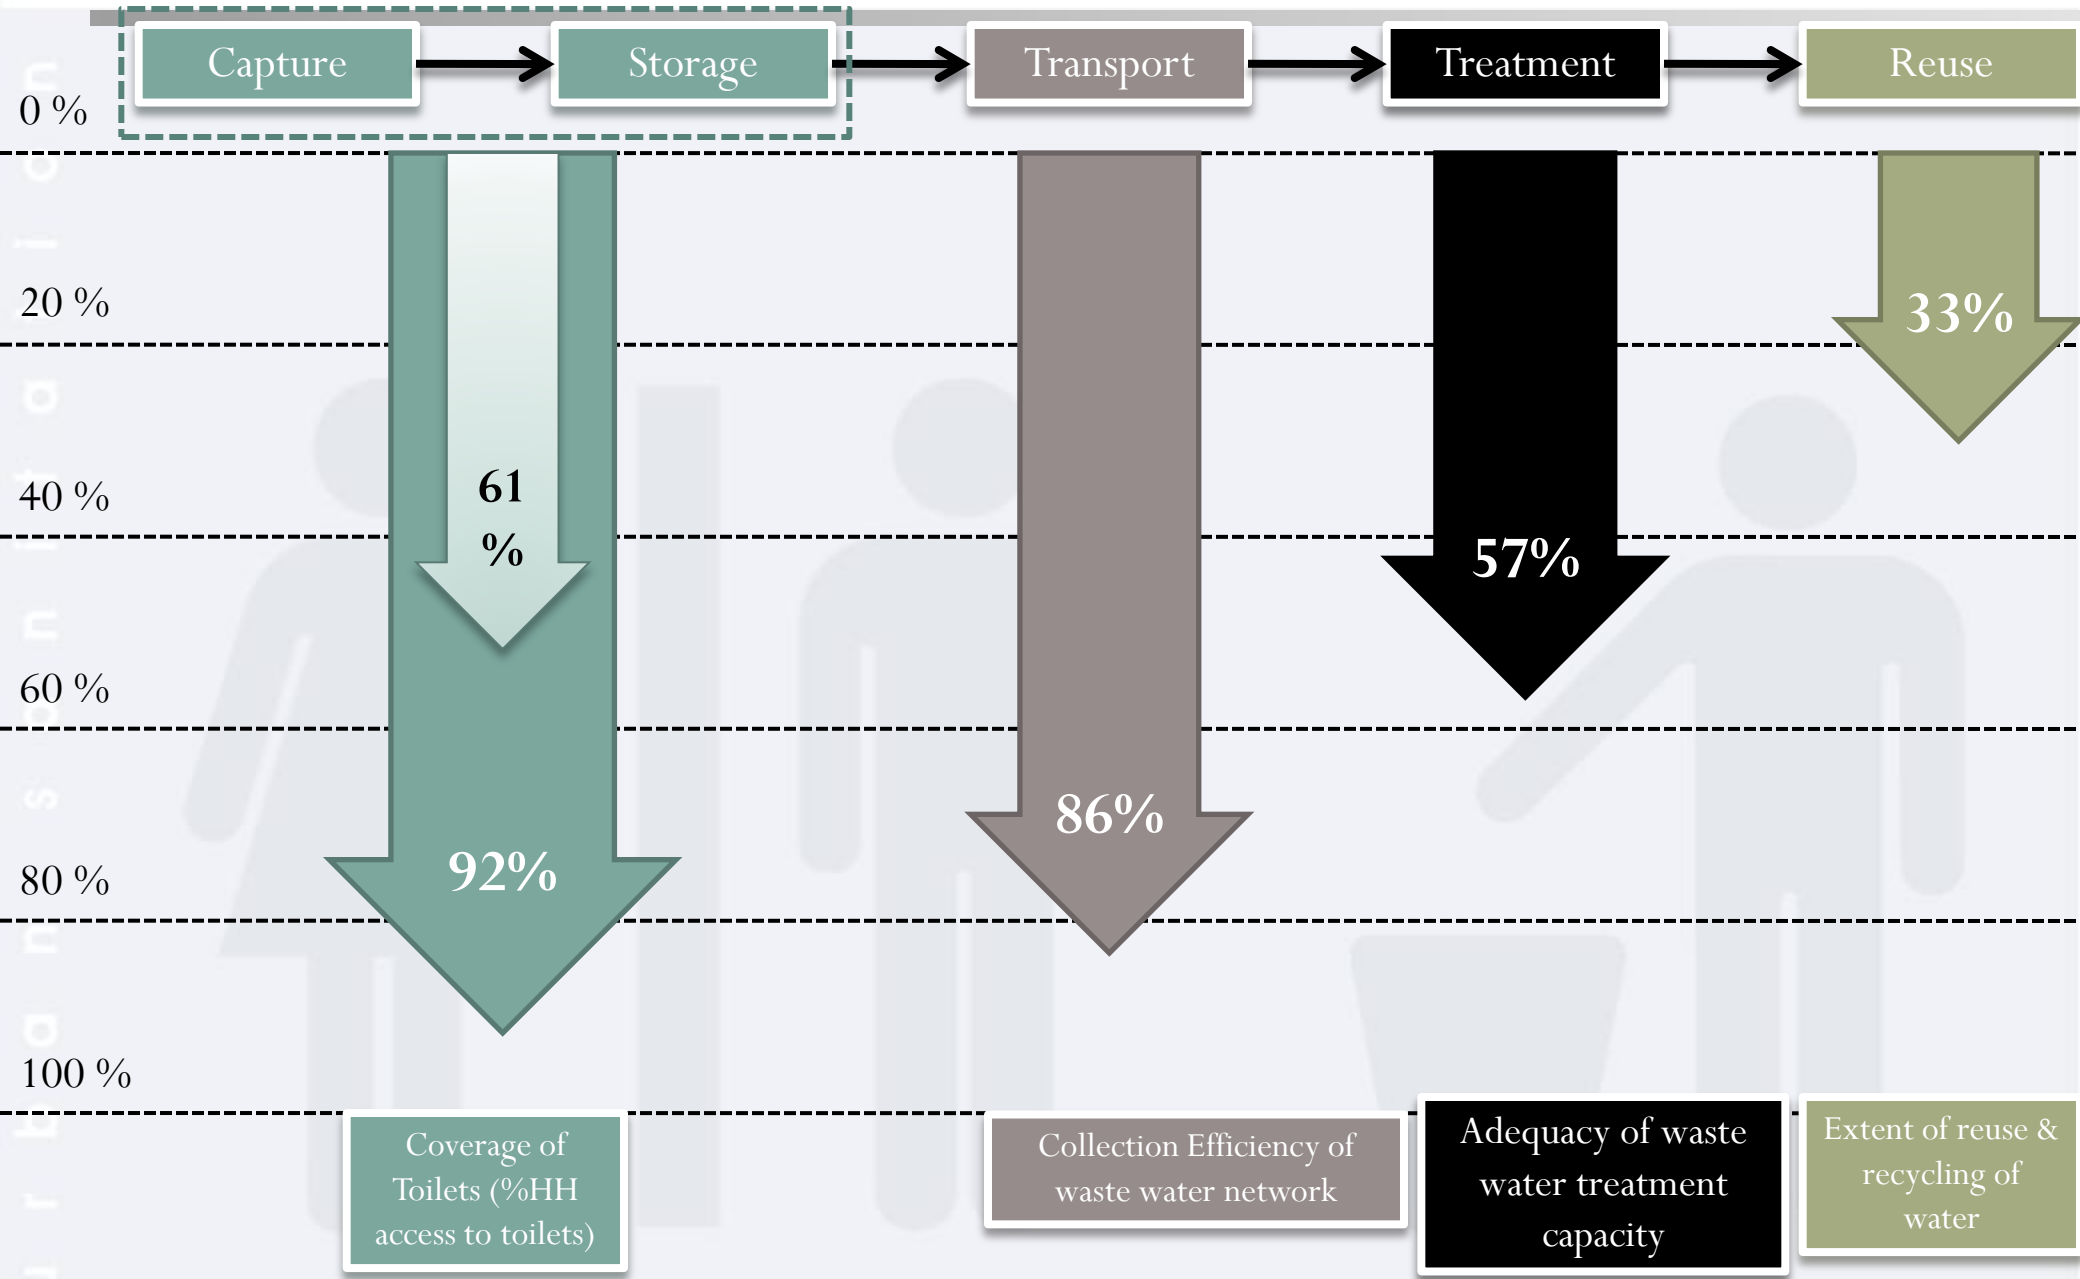 Capture
Storage
Transport
Treatment
Reuse
0 %
20 %
33%
61
%
40 %
57%
60 %
86%
92%
80 %
100 %
Coverage of
Toilets (%HH
access to toilets)
Collection Efficiency of
waste water network
Adequacy of waste
water treatment
capacity
Extent of reuse &
recycling of
water
urban sanitation